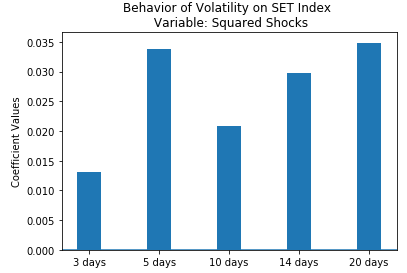 Behavior of Volatility on SET Index
Variable: Squared Shocks
Coefficient Values
0.035
0.030
0.025
0.020
0.015
0.010
0.005
0.000
3 days 5 days 10 days 14 days 20 days